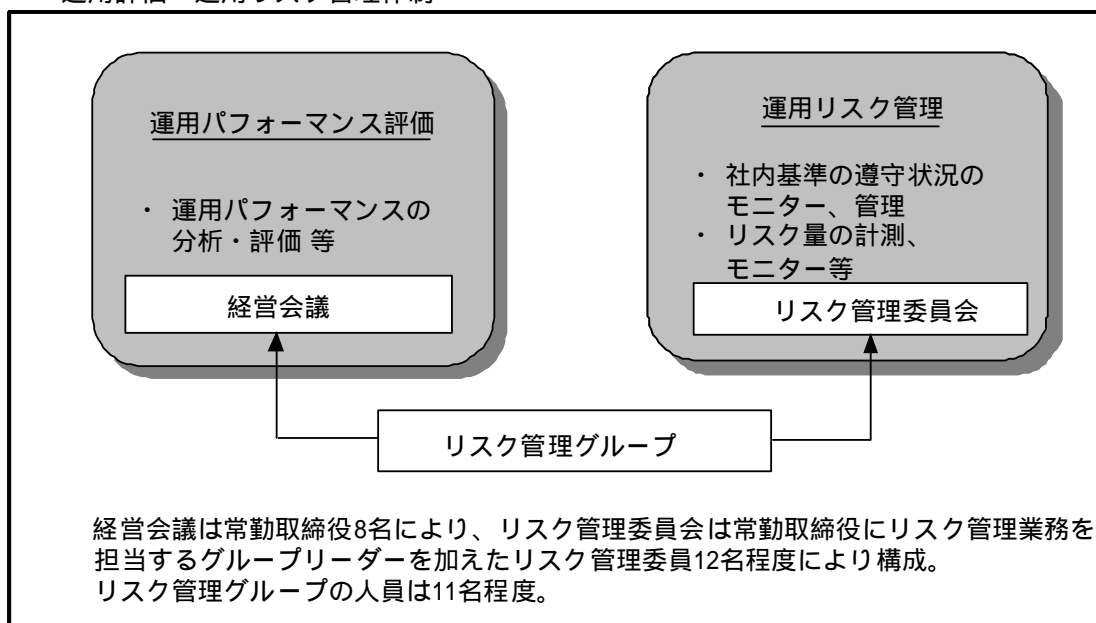 運用パフォーマンス評価
・ 運用パフォーマンスの
分析・評価 等
経営会議
運用リスク管理
・ 社内基準の遵守状況の
モニター、管理
・ リスク量の計測、
モニター等
リスク管理委員会
リスク管理グループ
経営会議は常勤取締役8名により、リスク管理委員会は常勤取締役にリスク管理業務を
担当するグループリーダーを加えたリスク管理委員12名程度により構成。
リスク管理グループの人員は11名程度。